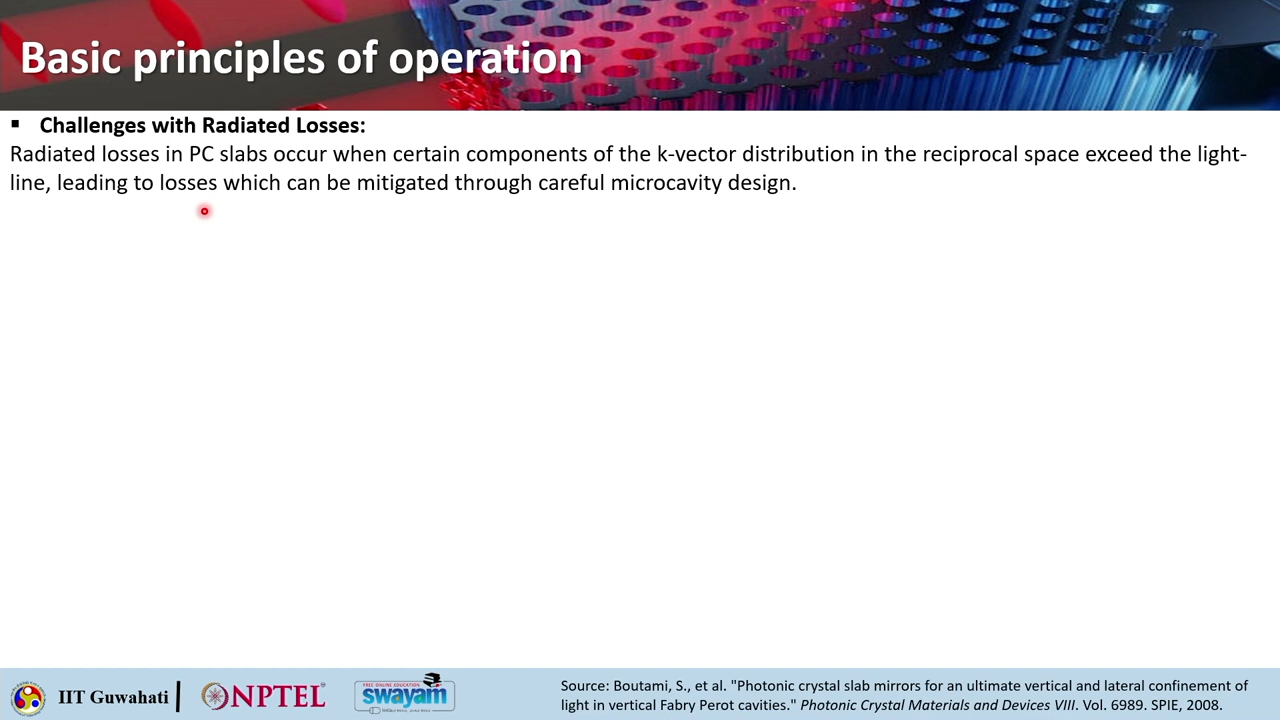 Basic principles of operation
▪ Challenges with Radiated Losses:
Radiated losses in PC slabs occur when certain components of the k-vector distribution in the reciprocal space exceed the light-
line, leading to losses which can be mitigated through careful microcavity design.
IIT Guwahati
NPTEL
FREE ONLINE EDUCATION
swayam
Source: Boutami, S., et al. "Photonic crystal slab mirrors for an ultimate vertical and lateral confinement of
light in vertical Fabry Perot cavities." Photonic Crystal Materials and Devices VIII. Vol. 6989. SPIE, 2008.